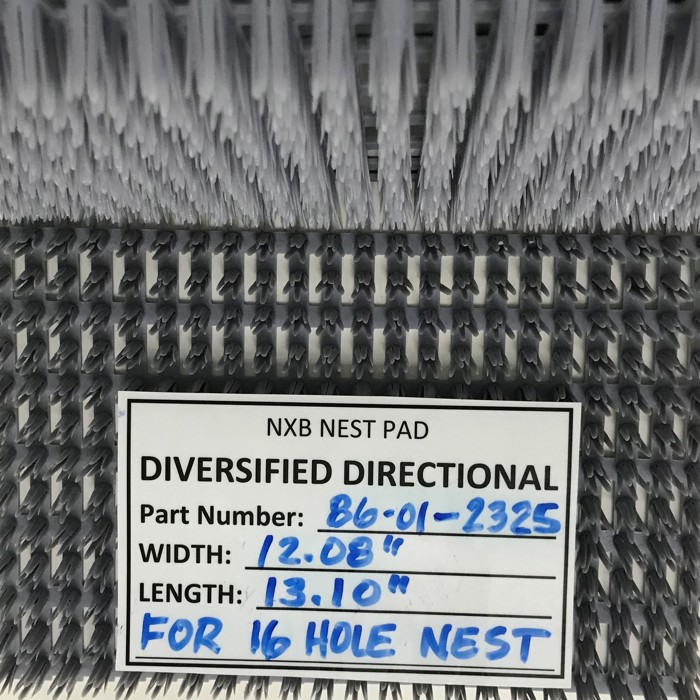 NXB NEST PAD
DIVERSIFIED DIRECTIONAL
Part Number: 86-01-2325
WIDTH: 12.08"
LENGTH: 13.10"
FOR 16 HOLE NEST